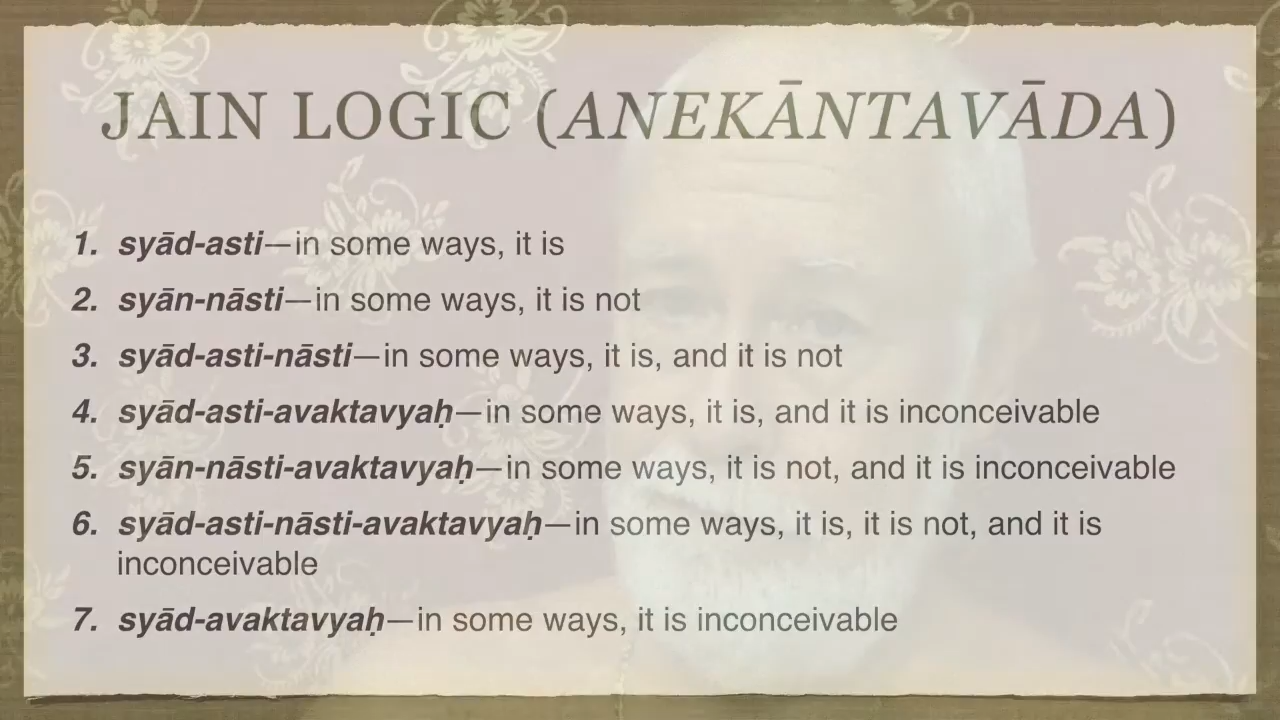 JAIN LOGIC (ANEKĀNTAVĀDA)
1. syād-asti—in some ways, it is
2. syān-nāsti—in some ways, it is not
3. syād-asti-nāsti—in some ways, it is, and it is not
4. syād-asti-avaktavyaḥ—in some ways, it is, and it is inconceivable
5. syān-nāsti-avaktavyaḥ—in some ways, it is not, and it is inconceivable
6. syād-asti-nāsti-avaktavyaḥ—in some ways, it is, it is not, and it is
inconceivable
7. syād-avaktavyaḥ—in some ways, it is inconceivable